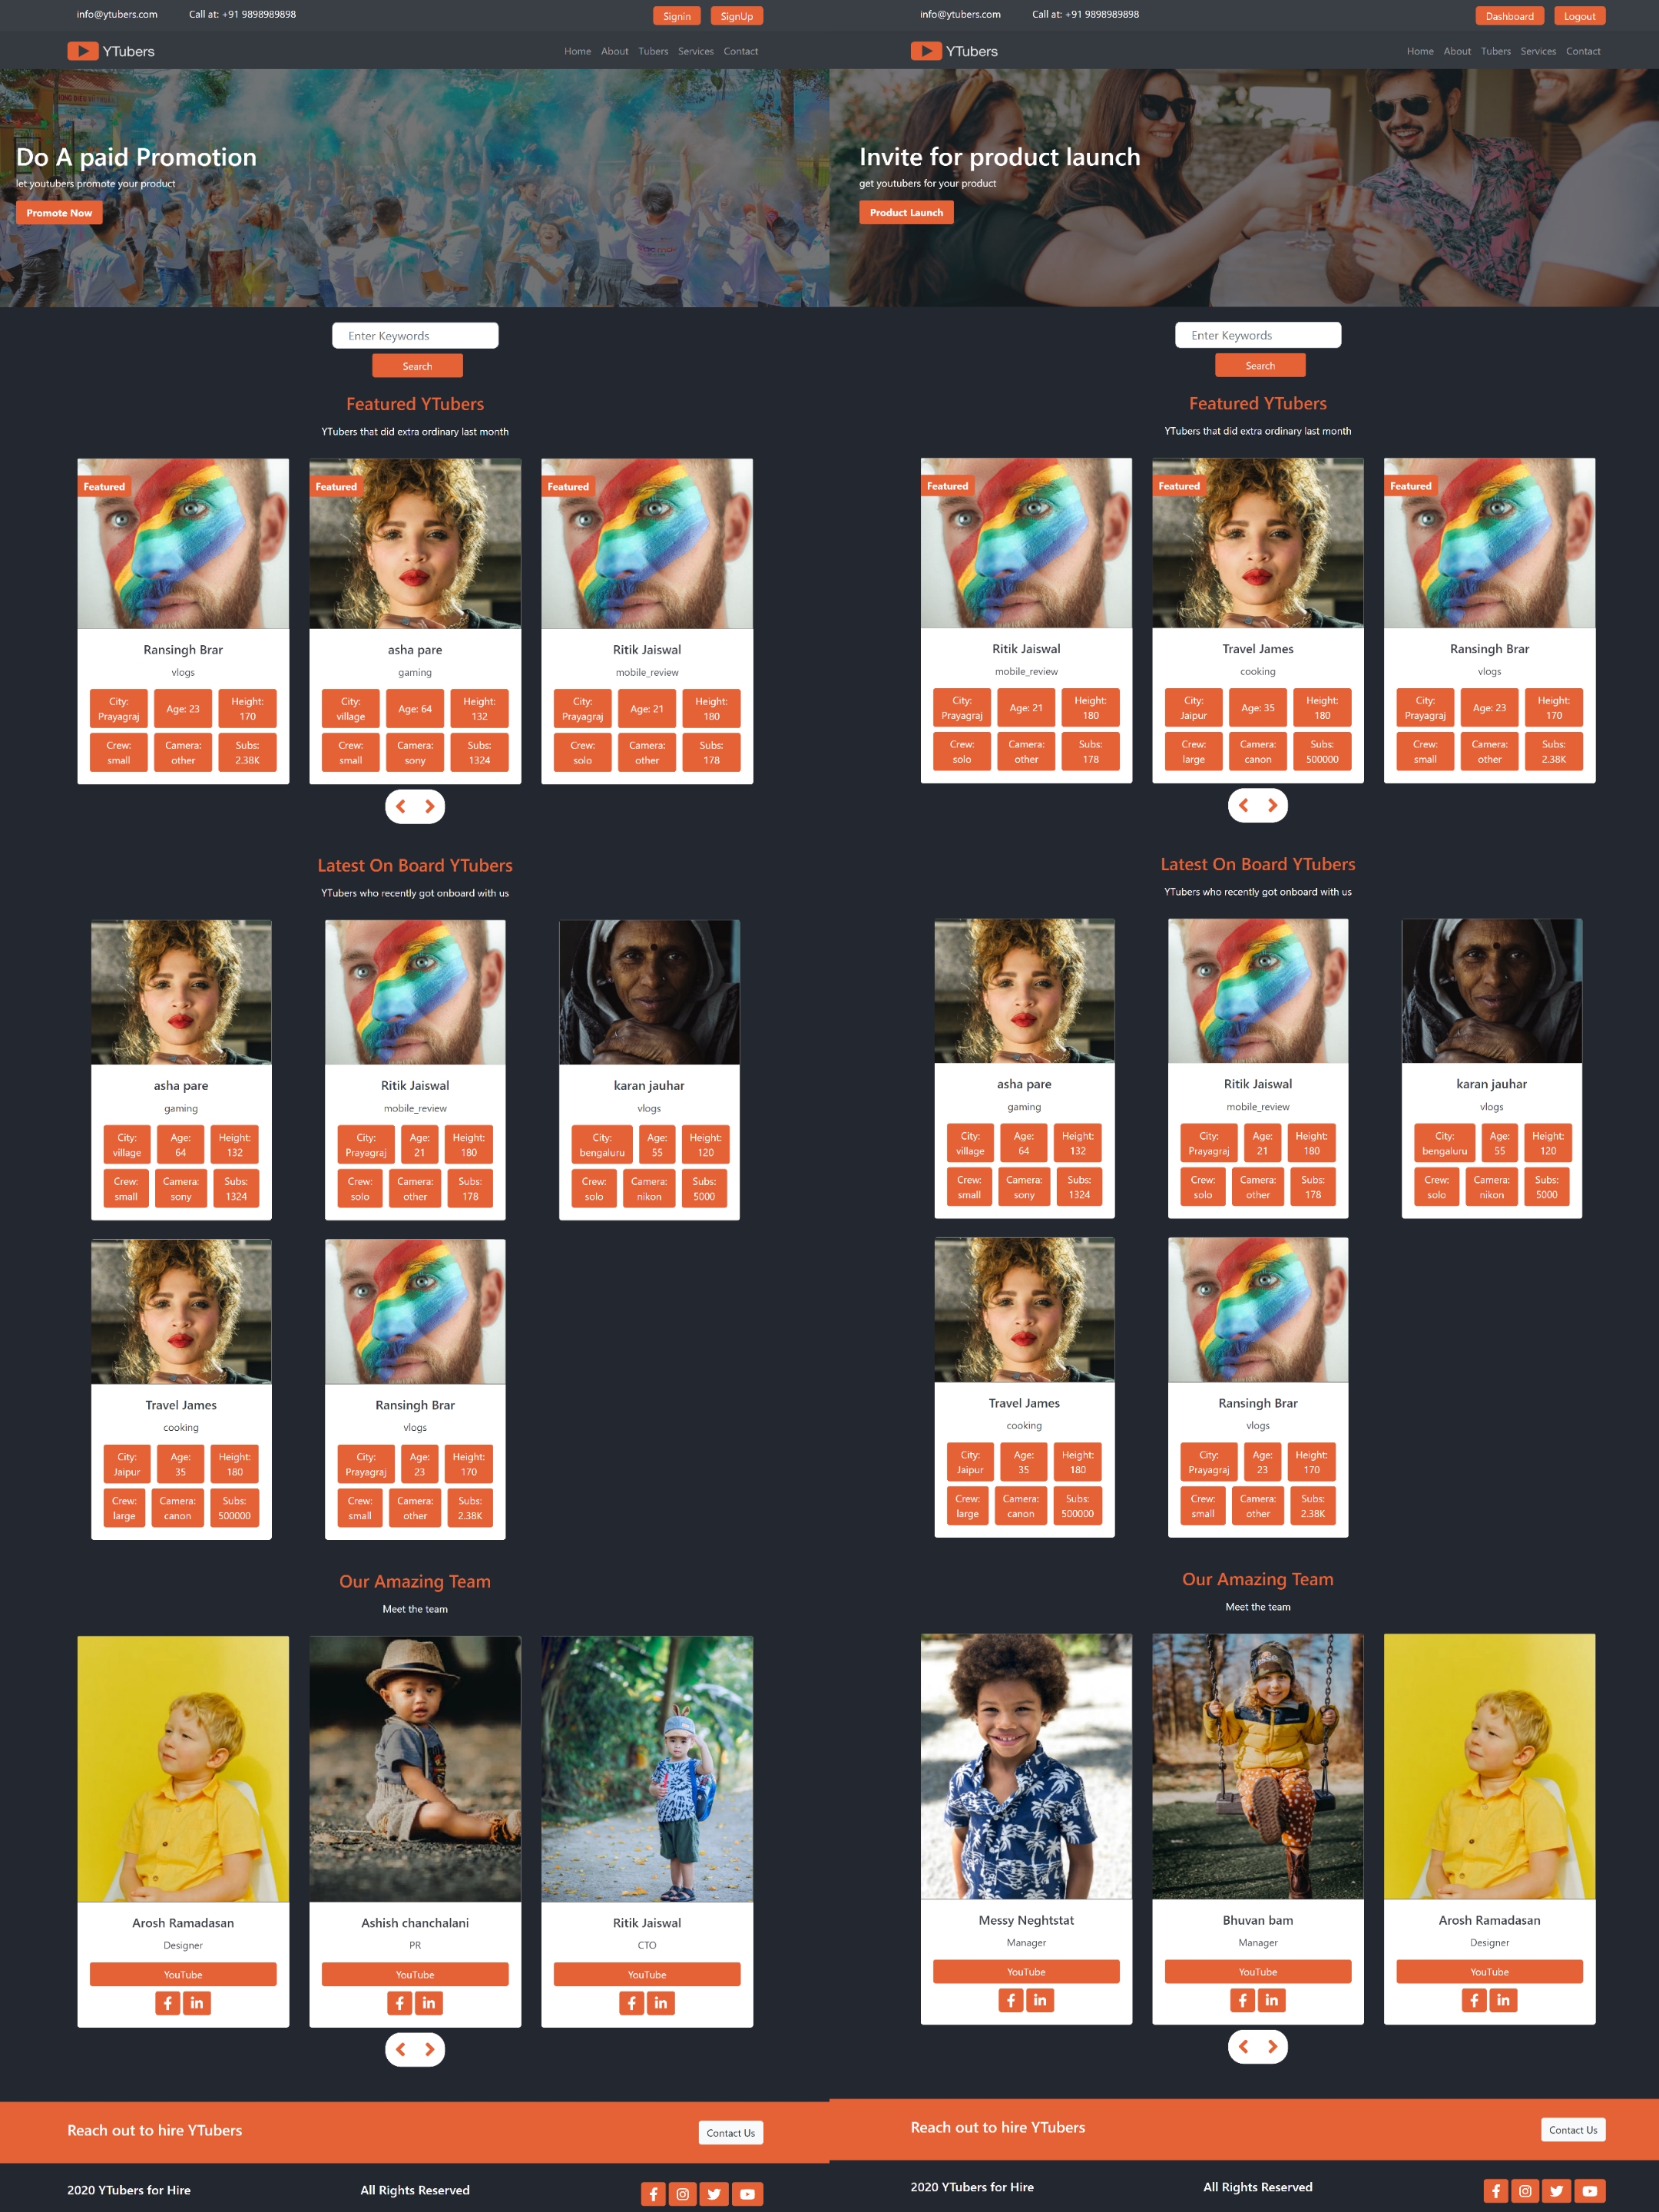 info@ytubers.com Call at: +91 9898989898 Signin SignUp
YTubers Home About Tubers Services Contact
Do A paid Promotion
let youtubers promote your product
Promote Now
Enter Keywords
Search
Featured YTubers
YTubers that did extra ordinary last month
Featured Featured Featured
Ransingh Brar asha pare Ritik Jaiswal
vlogs gaming mobile_review
City: Height: City: Height: City: Height:
Prayagraj Age: 23 170 village Age: 64 132 Prayagraj Age: 21 180
Crew: Camera: Subs: Crew: Camera: Subs: Crew: Camera: Subs:
small other 2.38K small sony 1324 solo other 178
Latest On Board YTubers
YTubers who recently got onboard with us
asha pare Ritik Jaiswal karan jauhar
gaming mobile_review vlogs
City: Age: Height: City: Age: Height: City: Age: Height:
village 64 132 Prayagraj 21 180 bengaluru 55 120
Crew: Camera: Subs: Crew: Camera: Subs: Crew: Camera: Subs:
small sony 1324 solo other 178 solo nikon 5000
Travel James Ransingh Brar
cooking vlogs
City: Age: Height: City: Age: Height:
Jaipur 35 180 Prayagraj 23 170
Crew: Camera: Subs: Crew: Camera: Subs:
large canon 500000 small other 2.38K
Our Amazing Team
Meet the team
Arosh Ramadasan Ashish chanchalani Ritik Jaiswal
Designer PR CTO
YouTube YouTube YouTube
Reach out to hire YTubers Contact Us
2020 YTubers for Hire All Rights Reserved
info@ytubers.com Call at: +91 9898989898 Dashboard Logout
YTubers Home About Tubers Services Contact
Invite for product launch
get youtubers for your product
Product Launch
Enter Keywords
Search
Featured YTubers
YTubers that did extra ordinary last month
Featured Featured Featured
Ritik Jaiswal Travel James Ransingh Brar
mobile_review cooking vlogs
City: Height: City: Height: City: Height:
Prayagraj Age: 21 180 Jaipur Age: 35 180 Prayagraj Age: 23 170
Crew: Camera: Subs: Crew: Camera: Subs: Crew: Camera: Subs:
solo other 178 large canon 500000 small other 2.38K
Latest On Board YTubers
YTubers who recently got onboard with us
asha pare Ritik Jaiswal karan jauhar
gaming mobile_review vlogs
City: Age: Height: City: Age: Height: City: Age: Height:
village 64 132 Prayagraj 21 180 bengaluru 55 120
Crew: Camera: Subs: Crew: Camera: Subs: Crew: Camera: Subs:
small sony 1324 solo other 178 solo nikon 5000
Travel James Ransingh Brar
cooking vlogs
City: Age: Height: City: Age: Height:
Jaipur 35 180 Prayagraj 23 170
Crew: Camera: Subs: Crew: Camera: Subs:
large canon 500000 small other 2.38K
Our Amazing Team
Meet the team
Messy Neghtstat Bhuvan bam Arosh Ramadasan
Manager Manager Designer
YouTube YouTube YouTube
Reach out to hire YTubers Contact Us
2020 YTubers for Hire All Rights Reserved